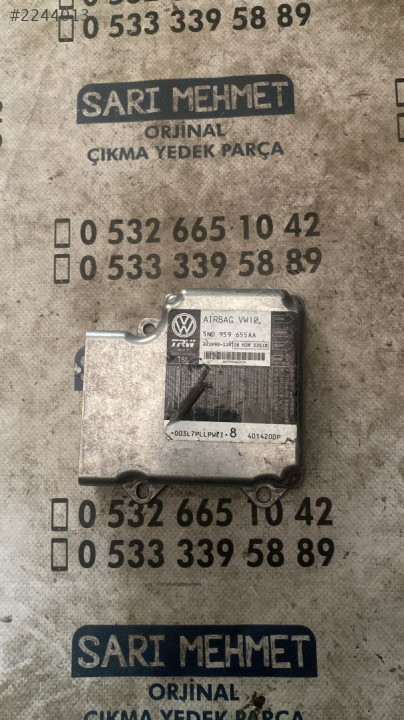 #2244013
0 533 339 58 89
SARI MEHMET
ORJİNAL
ÇIKMA YEDEK PARÇA
0 532 665 10 42
0 533 339 58 89
AIRBAG VW10.
5N0 959 655AA
TRW
003L7PLLPWZI 8 401420DP
0 532 665 10 42
0 533 339 58 89
SARI MEHMET
ORJİNAL
ÇIKMA YEDEK PARÇA